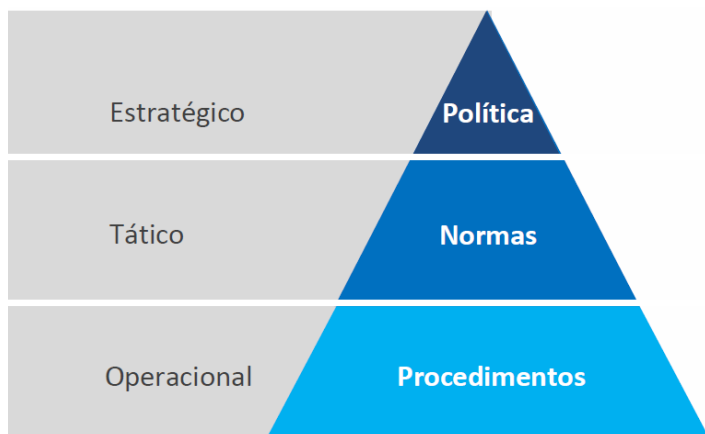 Estratégico
Política
Tático
Normas
Operacional
Procedimentos